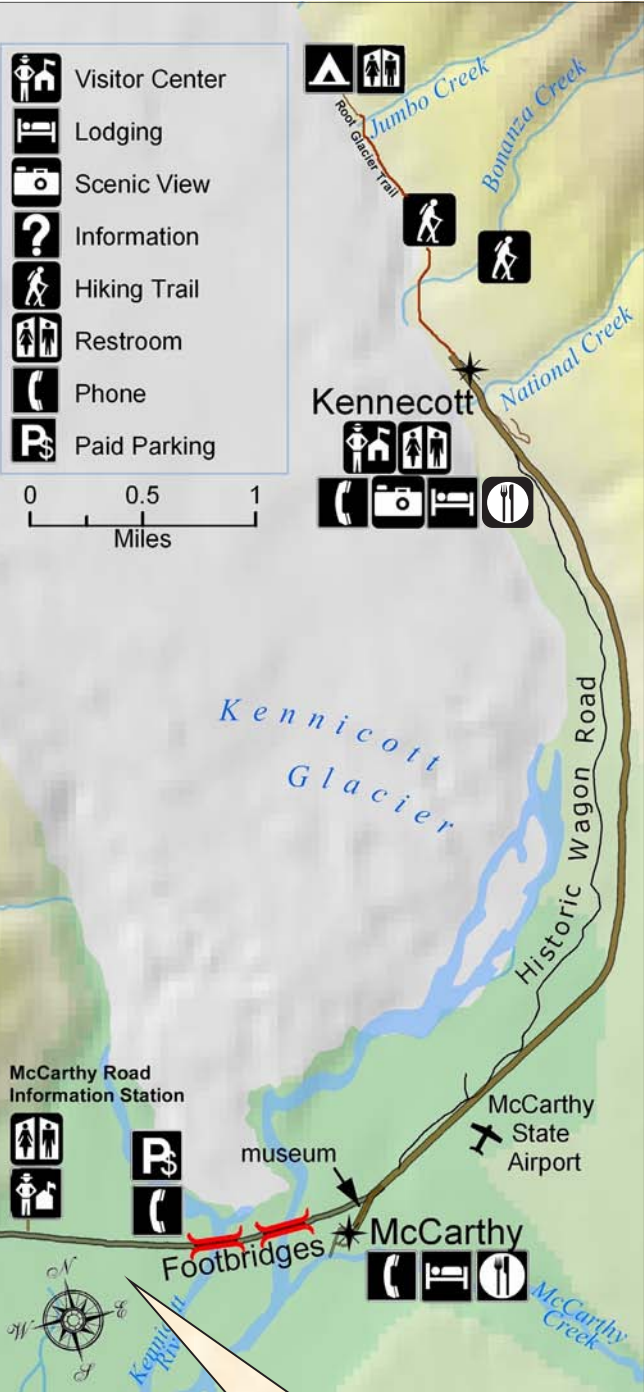 Visitor Center
Lodging
Scenic View
?
Information
Hiking Trail
Restroom
Phone
P$
Paid Parking
0 0.5 1
Miles
Root Glacier Trail
Jumbo Creek
Bonanza Creek
National Creek
Kennecott
Kennicott
Glacier
Historic Wagon Road
McCarthy Road
Information Station
P$
museum
McCarthy
State
Airport
McCarthy
Footbridges
McCarthy
Creek
N
W E
S